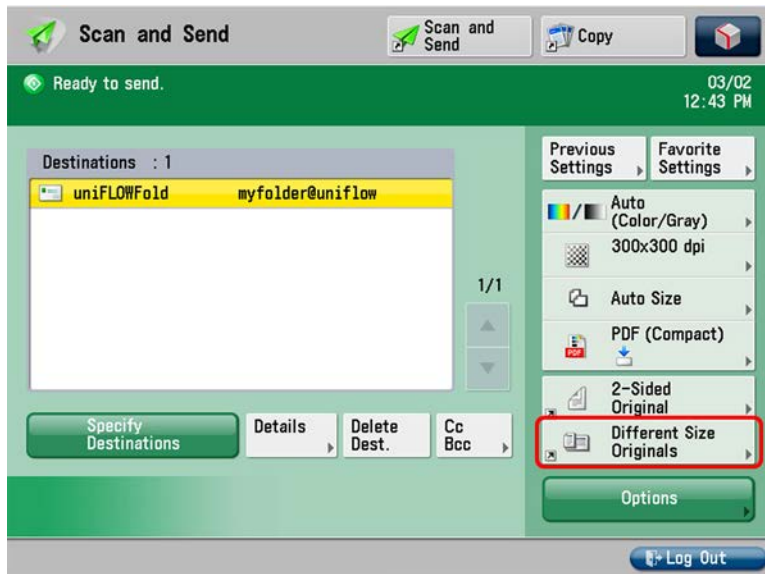 Scan and Send
Scan and
Send
Copy
Ready to send.
03/02
12:43 PM
Destinations : 1
uniFLOWFold myfolder@uniflow
1/1
Previous
Settings
Favorite
Settings
Auto
(Color/Gray)
300x300 dpi
Auto Size
PDF
PDF (Compact)
2-Sided
Original
Different Size
Originals
Specify
Destinations
Details
Delete
Dest.
Cc
Bcc
Options
Log Out